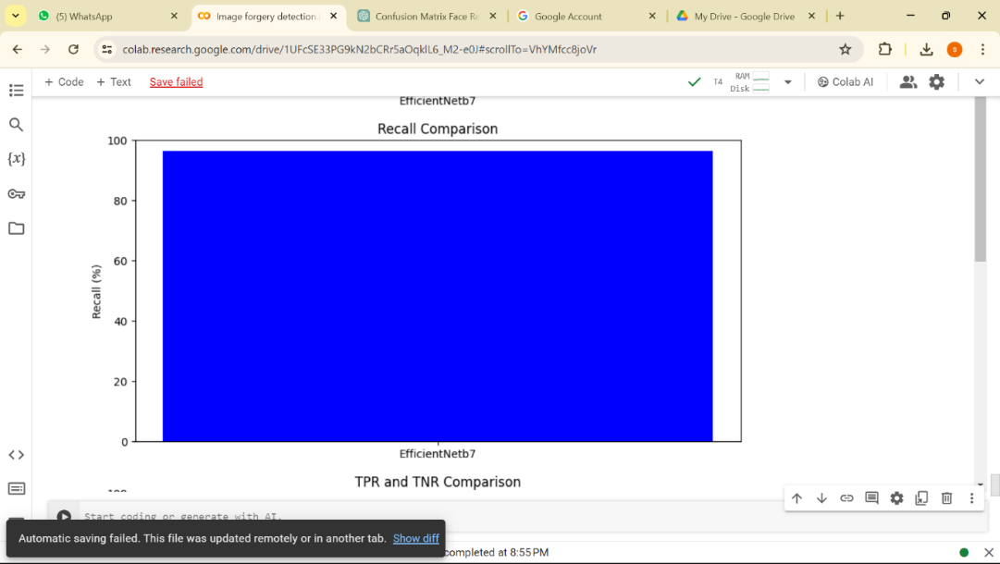 (5) WhatsApp
Image forgery detection
Confusion Matrix Face Re
Google Account
My Drive - Google Drive
colab.research.google.com/drive/1UFcSE33PG9kN2bCRr5aOqkIL6_M2-e0J#scrollTo=VhYMfcc8joVr
s
+ Code + Text Save failed
T4 RAM Disk
Colab AI
{x}
EfficientNetb7
Recall Comparison
100
80
60
40
20
0
Recall (%)
EfficientNetb7
TPR and TNR Comparison
100
Start coding or generate with AI.
Automatic saving failed. This file was updated remotely or in another tab. Show diff
completed at 8:55 PM